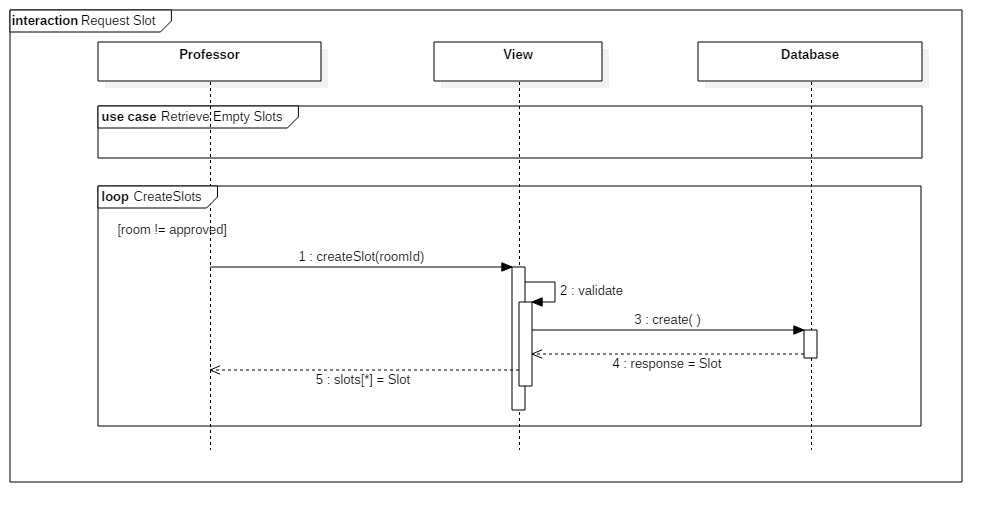 interaction Request Slot
Professor
View
Database
use case Retrieve Empty Slots
loop CreateSlots
[room != approved]
1 : createSlot(roomId)
2 : validate
3 : create( )
4 : response = Slot
5 : slots[*] = Slot